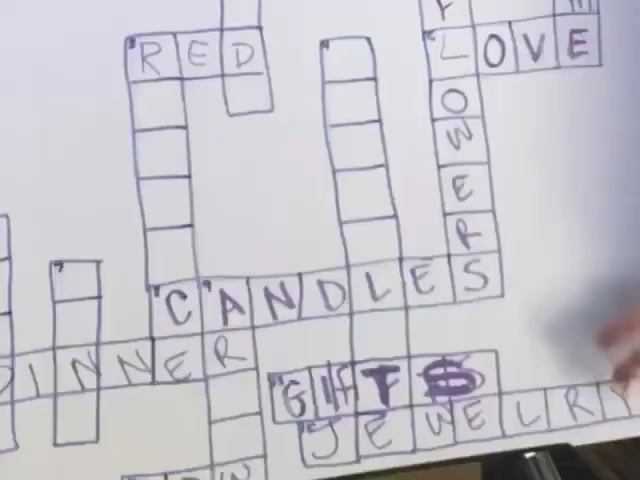 RED
LOVE
FLOWERS
CANDLES
DINNER
GIFTS
JEWELRY